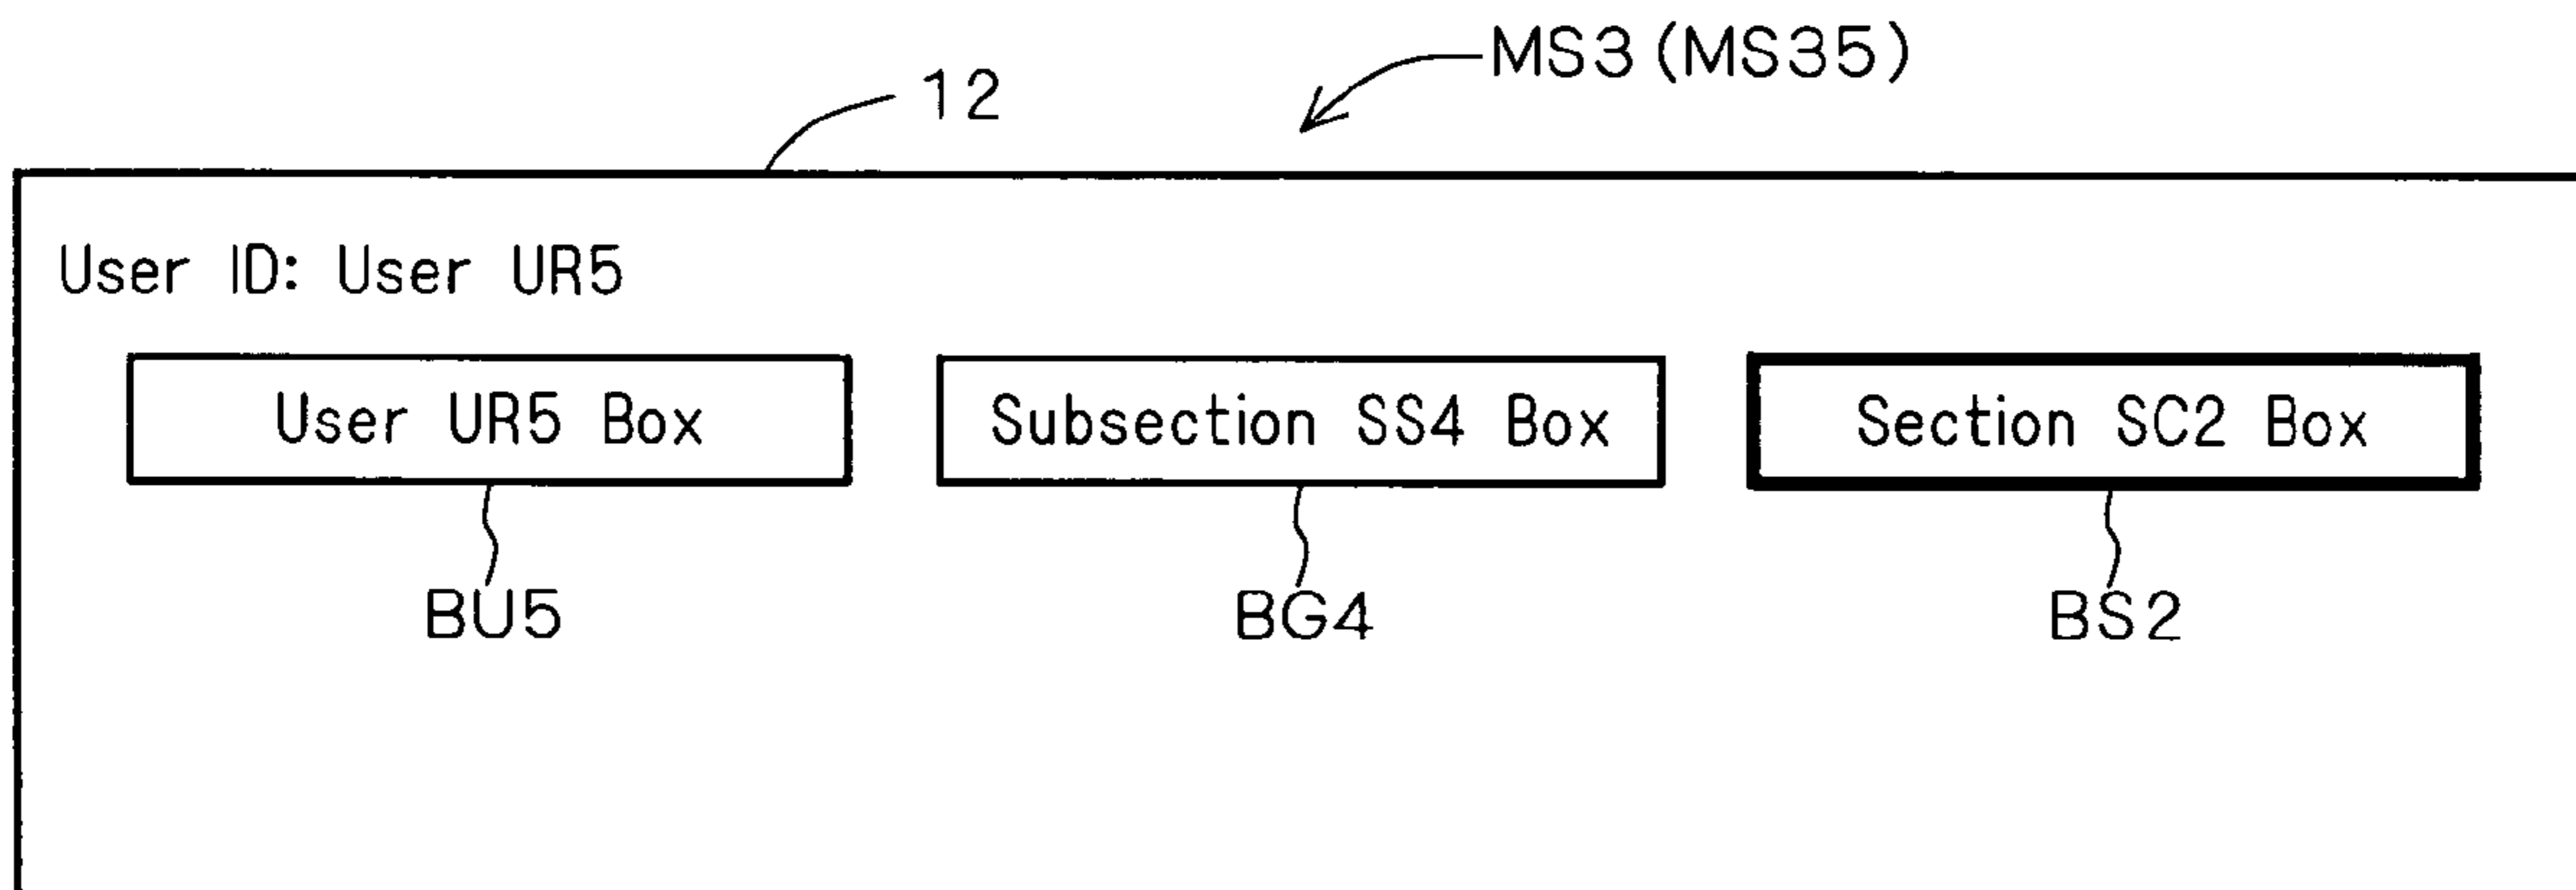 MS3 (MS35)
12
User ID: User UR5
User UR5 Box
Subsection SS4 Box
Section SC2 Box
BU5
BG4
BS2